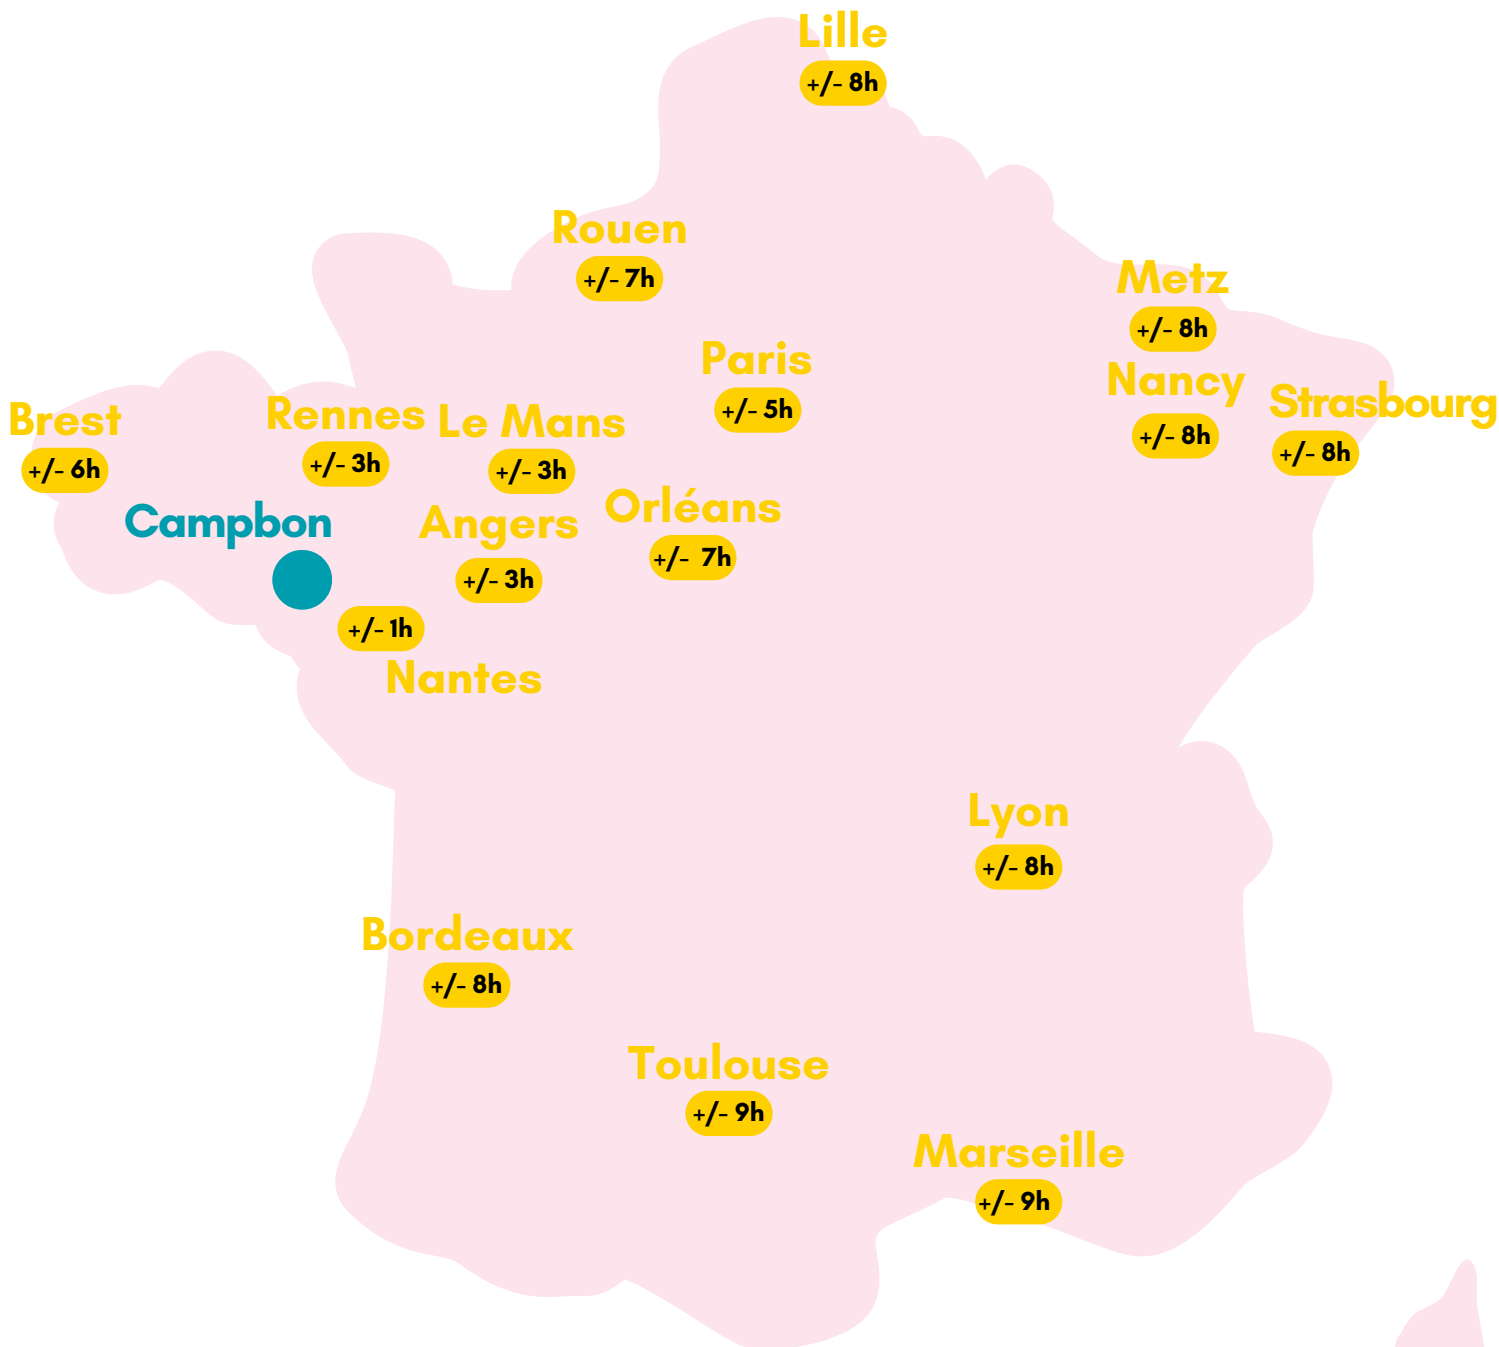 Lille
+/- 8h
Rouen
+/- 7h
Metz
+/- 8h
Paris
+/- 5h
Nancy
+/- 8h
Strasbourg
+/- 8h
Brest
+/- 6h
Rennes
+/- 3h
Le Mans
+/- 3h
Orléans
+/- 7h
Campbon
Angers
+/- 3h
+/- 1h
Nantes
Lyon
+/- 8h
Bordeaux
+/- 8h
Toulouse
+/- 9h
Marseille
+/- 9h